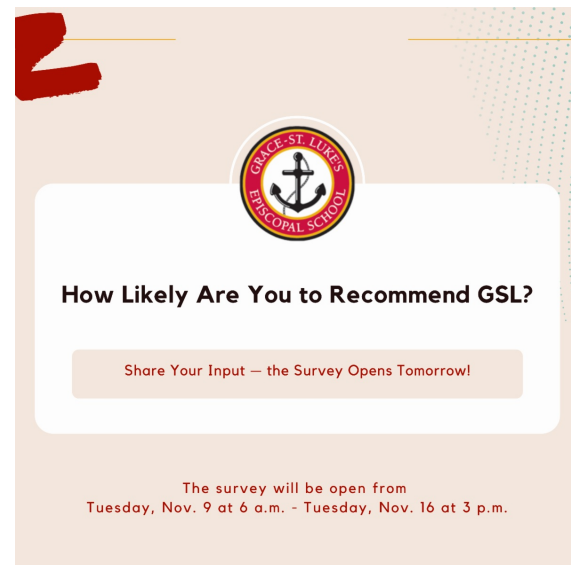 GRACE-ST. LUKE'S
EPISCOPAL SCHOOL
How Likely Are You to Recommend GSL?
Share Your Input — the Survey Opens Tomorrow!
The survey will be open from
Tuesday, Nov. 9 at 6 a.m. - Tuesday, Nov. 16 at 3 p.m.